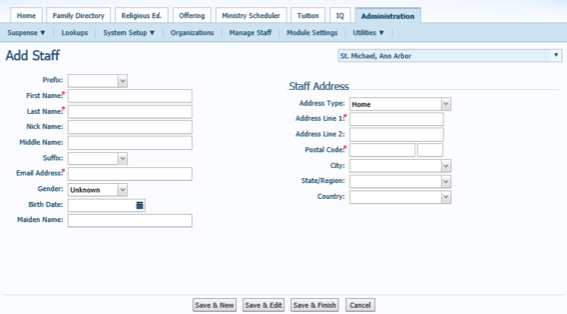 Home Family Directory Religious Ed. Offering Ministry Scheduler Tuition IQ Administration
Suspense ▼ Lookups System Setup ▼ Organizations Manage Staff Module Settings Utilities ▼
Add Staff
St. Michael, Ann Arbor
Prefix:
First Name:*
Last Name:*
Nick Name:
Middle Name:
Suffix:
Email Address:*
Gender: Unknown
Birth Date:
Maiden Name:
Staff Address
Address Type: Home
Address Line 1:*
Address Line 2:
Postal Code:*
City:
State/Region:
Country:
Save & New Save & Edit Save & Finish Cancel